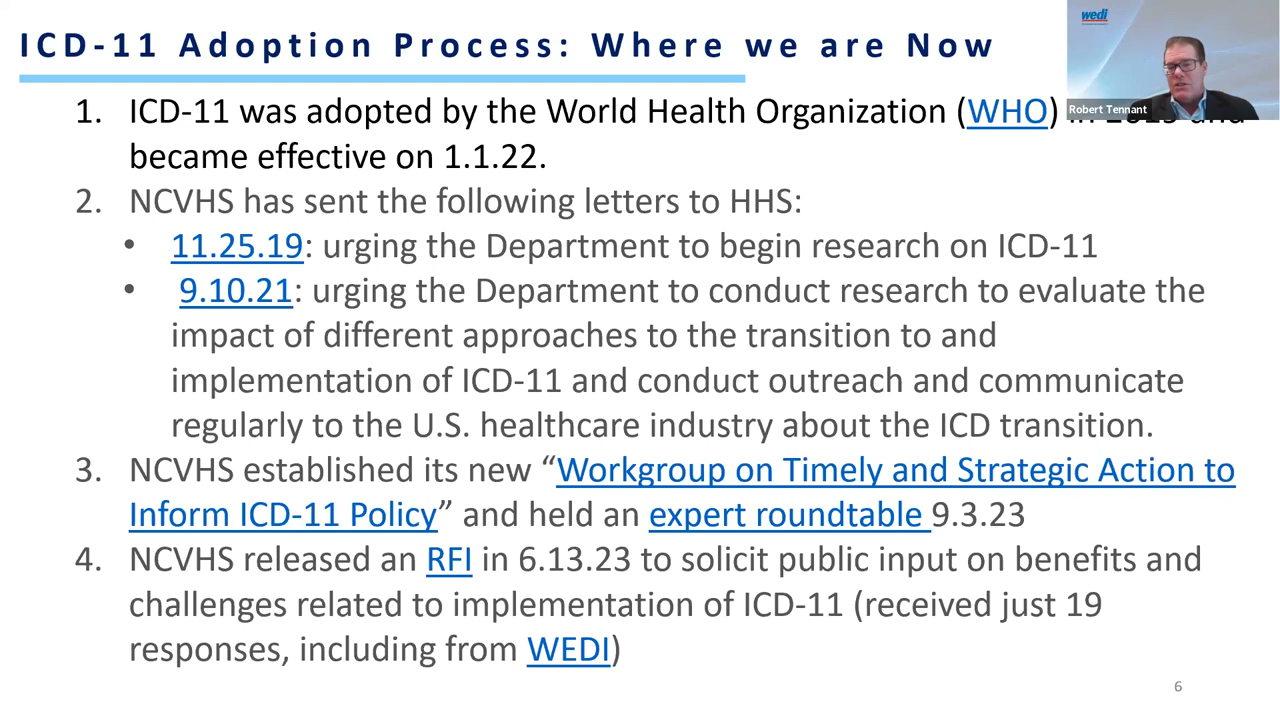 ICD-11 Adoption Process: Where we are Now
wedi
Robert Tennant
1. ICD-11 was adopted by the World Health Organization (WHO)
became effective on 1.1.22.
2. NCVHS has sent the following letters to HHS:
• 11.25.19: urging the Department to begin research on ICD-11
• 9.10.21: urging the Department to conduct research to evaluate the
impact of different approaches to the transition to and
implementation of ICD-11 and conduct outreach and communicate
regularly to the U.S. healthcare industry about the ICD transition.
3. NCVHS established its new “Workgroup on Timely and Strategic Action to
Inform ICD-11 Policy” and held an expert roundtable 9.3.23
4. NCVHS released an RFI in 6.13.23 to solicit public input on benefits and
challenges related to implementation of ICD-11 (received just 19
responses, including from WEDI)
6